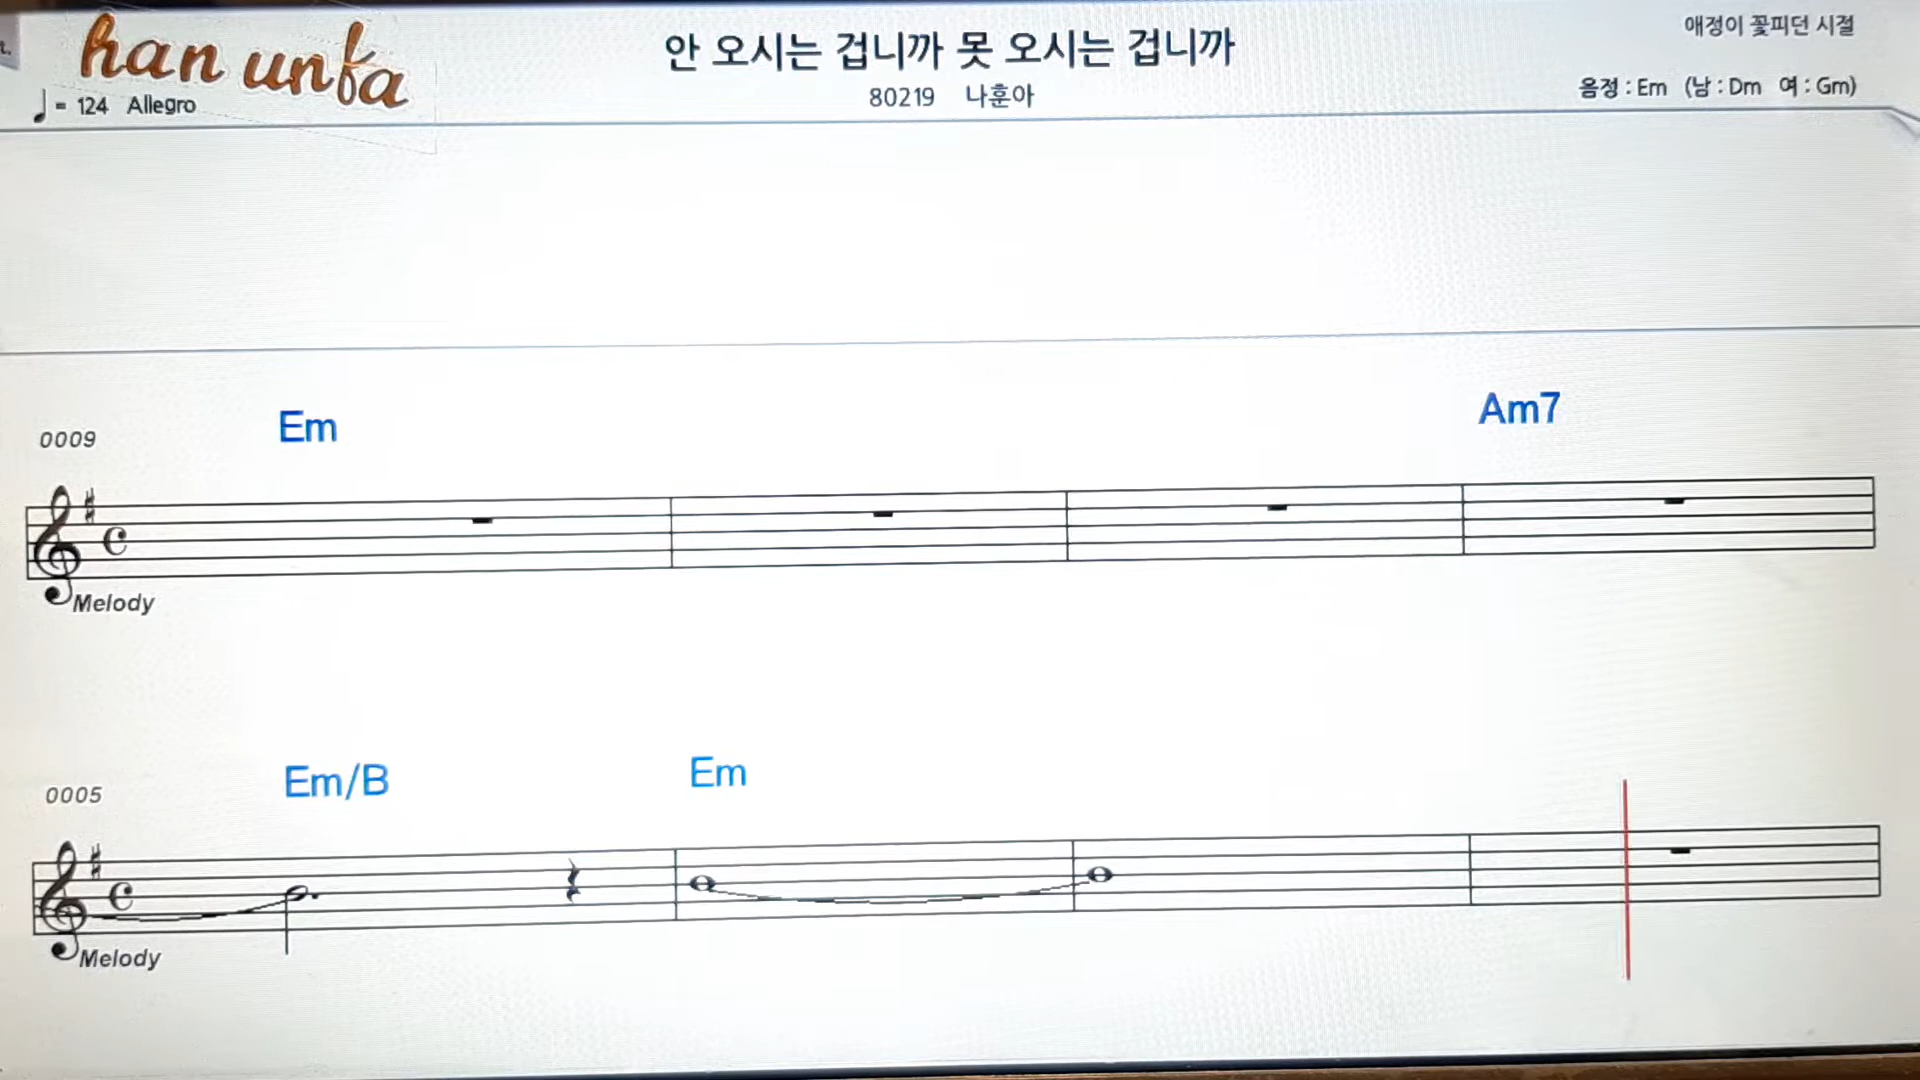 han unfa
안 오시는 겁니까 못 오시는 겁니까
애정이 꽃피던 시절
♩= 124 Allegro
80219 나훈아
음정 : Em (남 : Dm 여 : Gm)
0009
Em
Am7
Melody
0005
Em/B
Em
Melody